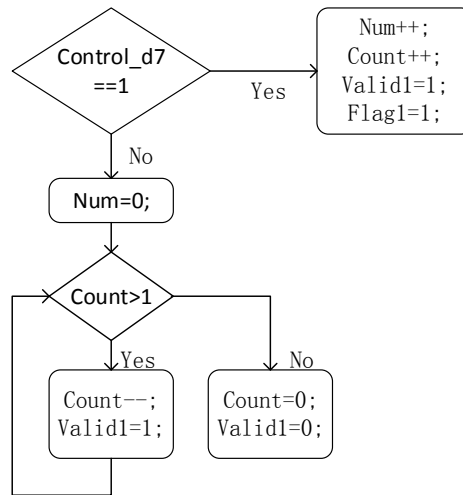 Control_d7
==1
Yes
Num++;
Count++;
Valid1=1;
Flag1=1;
No
Num=0;
Count>1
Yes
No
Count--;
Valid1=1;
Count=0;
Valid1=0;